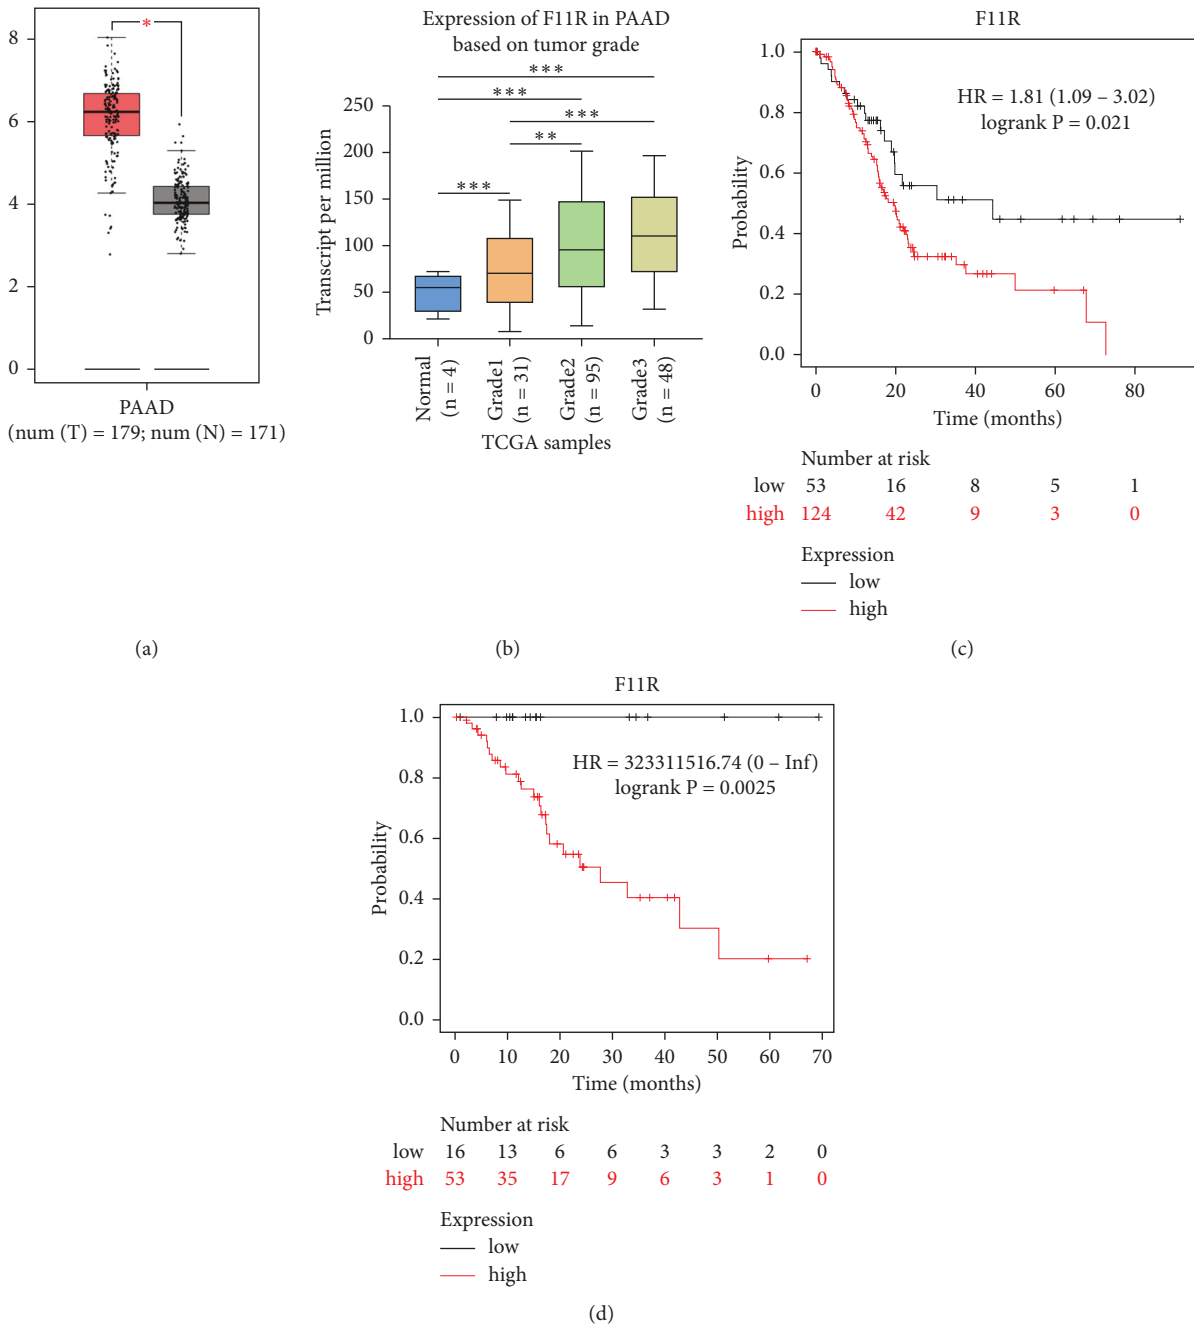 8
6
4
2
0
*
PAAD
(num (T) = 179; num (N) = 171)
(a)
Expression of F11R in PAAD
based on tumor grade
Transcript per million
250
200
150
100
50
0
***
***
***
**
***
Normal
(n = 4)
Grade1
(n = 31)
Grade2
(n = 95)
Grade3
(n = 48)
TCGA samples
(b)
F11R
Probability
1.0
0.8
0.6
0.4
0.2
0.0
HR = 1.81 (1.09 – 3.02)
logrank P = 0.021
0 20 40 60 80
Time (months)
Number at risk
low 53 16 8 5 1
high 124 42 9 3 0
Expression
low
high
(c)
F11R
Probability
1.0
0.8
0.6
0.4
0.2
0.0
HR = 323311516.74 (0 – Inf)
logrank P = 0.0025
0 10 20 30 40 50 60 70
Time (months)
Number at risk
low 16 13 6 6 3 3 2 0
high 53 35 17 9 6 3 1 0
Expression
low
high
(d)